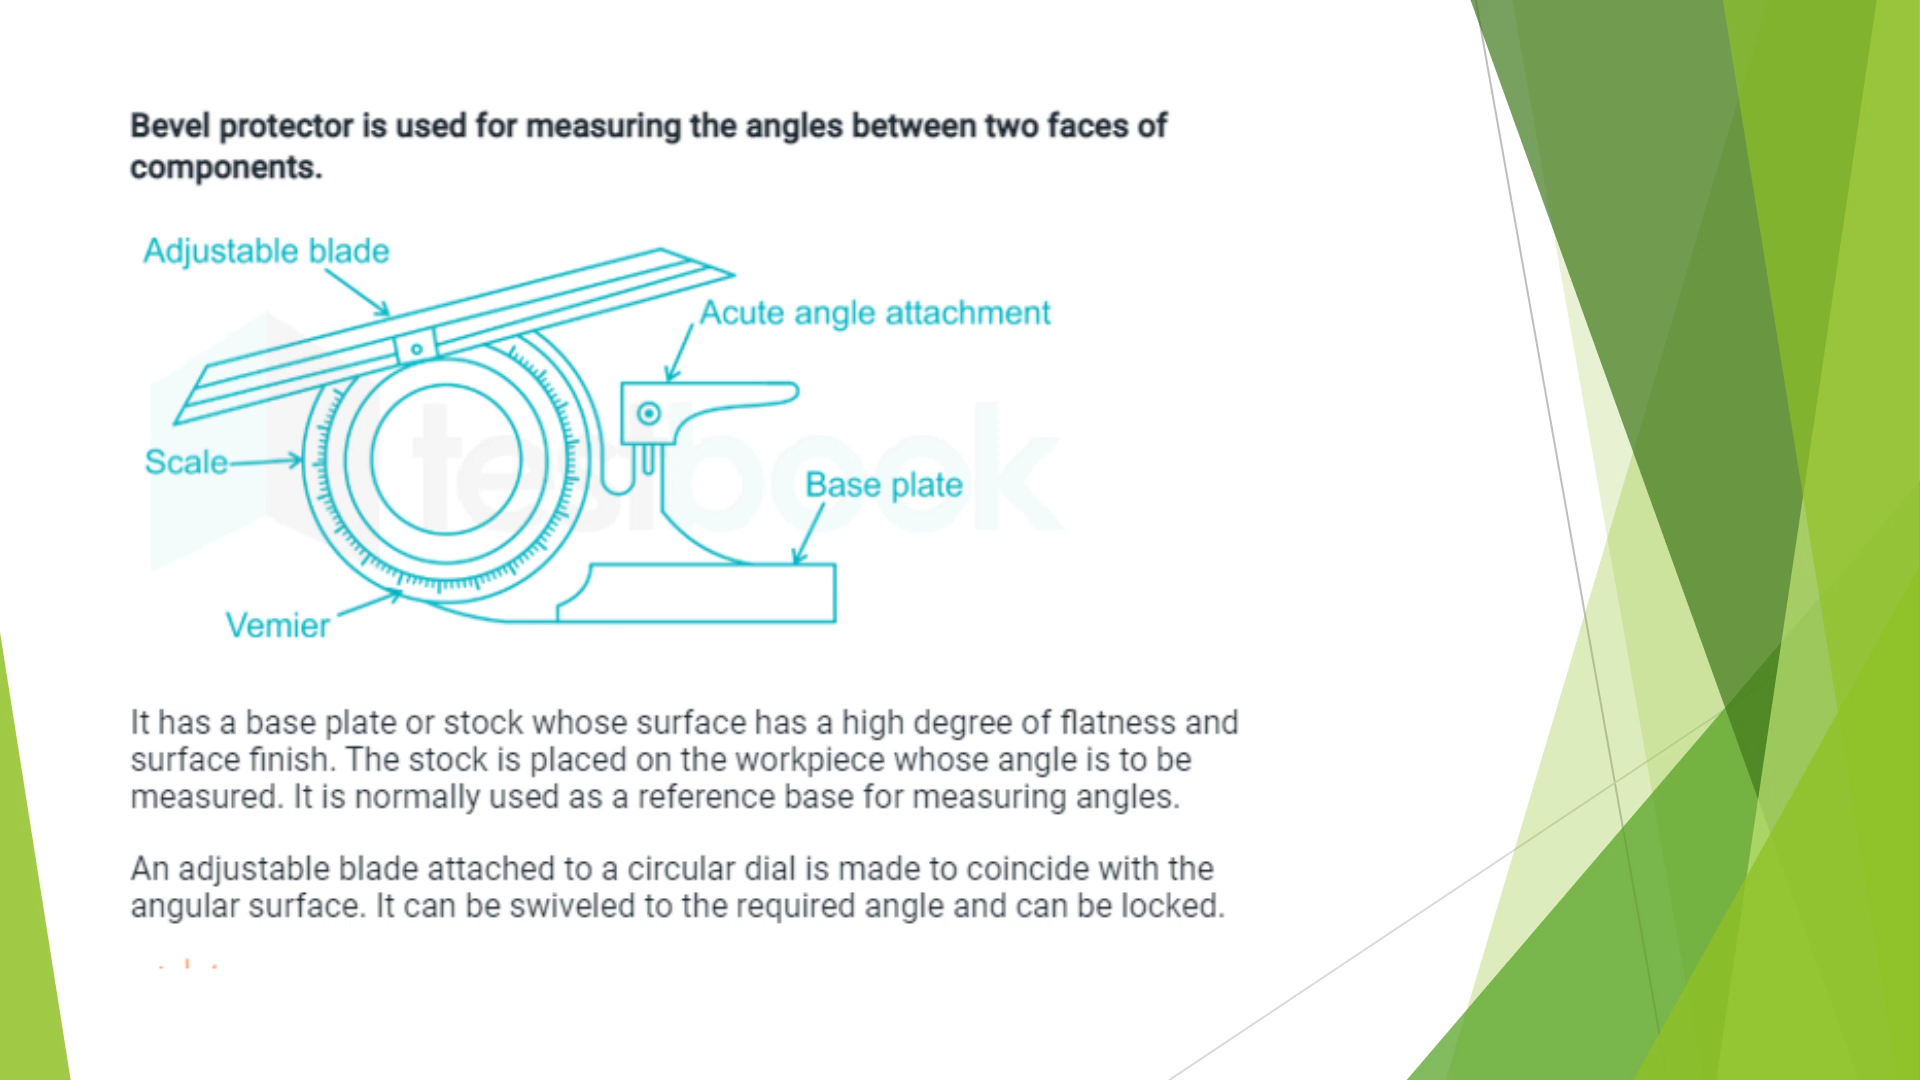 Bevel protector is used for measuring the angles between two faces of
components.
Adjustable blade
Acute angle attachment
Scale
Base plate
Vemier
testbook
It has a base plate or stock whose surface has a high degree of flatness and
surface finish. The stock is placed on the workpiece whose angle is to be
measured. It is normally used as a reference base for measuring angles.
An adjustable blade attached to a circular dial is made to coincide with the
angular surface. It can be swiveled to the required angle and can be locked.